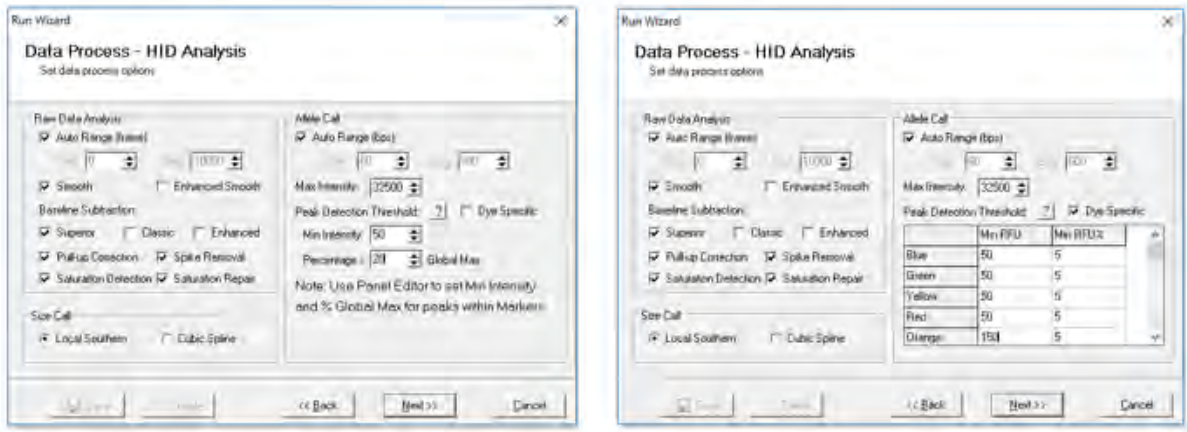 Run Wizard
Data Process - HID Analysis
Set data process options
Raw Data Analysis
Auto Range (frame)
0 10000
Smooth Enhanced Smooth
Baseline Subtraction:
Superior Classic Enhanced
Pull-up Correction Spike Removal
Saturation Detection Saturation Repair
Size Call
Local Southern Cubic Spline
Allele Call
Auto Range (bps)
Max Intensity: 32500
Peak Detection Threshold: ? Dye Specific
Min Intensity: 50
Percentage > 20 Global Max
Note: Use Panel Editor to set Min Intensity
and % Global Max for peaks within Markers
<< Back Next >> Cancel
Run Wizard
Data Process - HID Analysis
Set data process options
Raw Data Analysis
Auto Range (frame)
0 10000
Smooth Enhanced Smooth
Baseline Subtraction:
Superior Classic Enhanced
Pull-up Correction Spike Removal
Saturation Detection Saturation Repair
Size Call
Local Southern Cubic Spline
Allele Call
Auto Range (bps)
Max Intensity: 32500
Peak Detection Threshold: ? Dye Specific
Min RFU Min RFU%
Blue 50 5
Green 50 5
Yellow 50 5
Red 50 5
Orange 150 5
<< Back Next >> Cancel